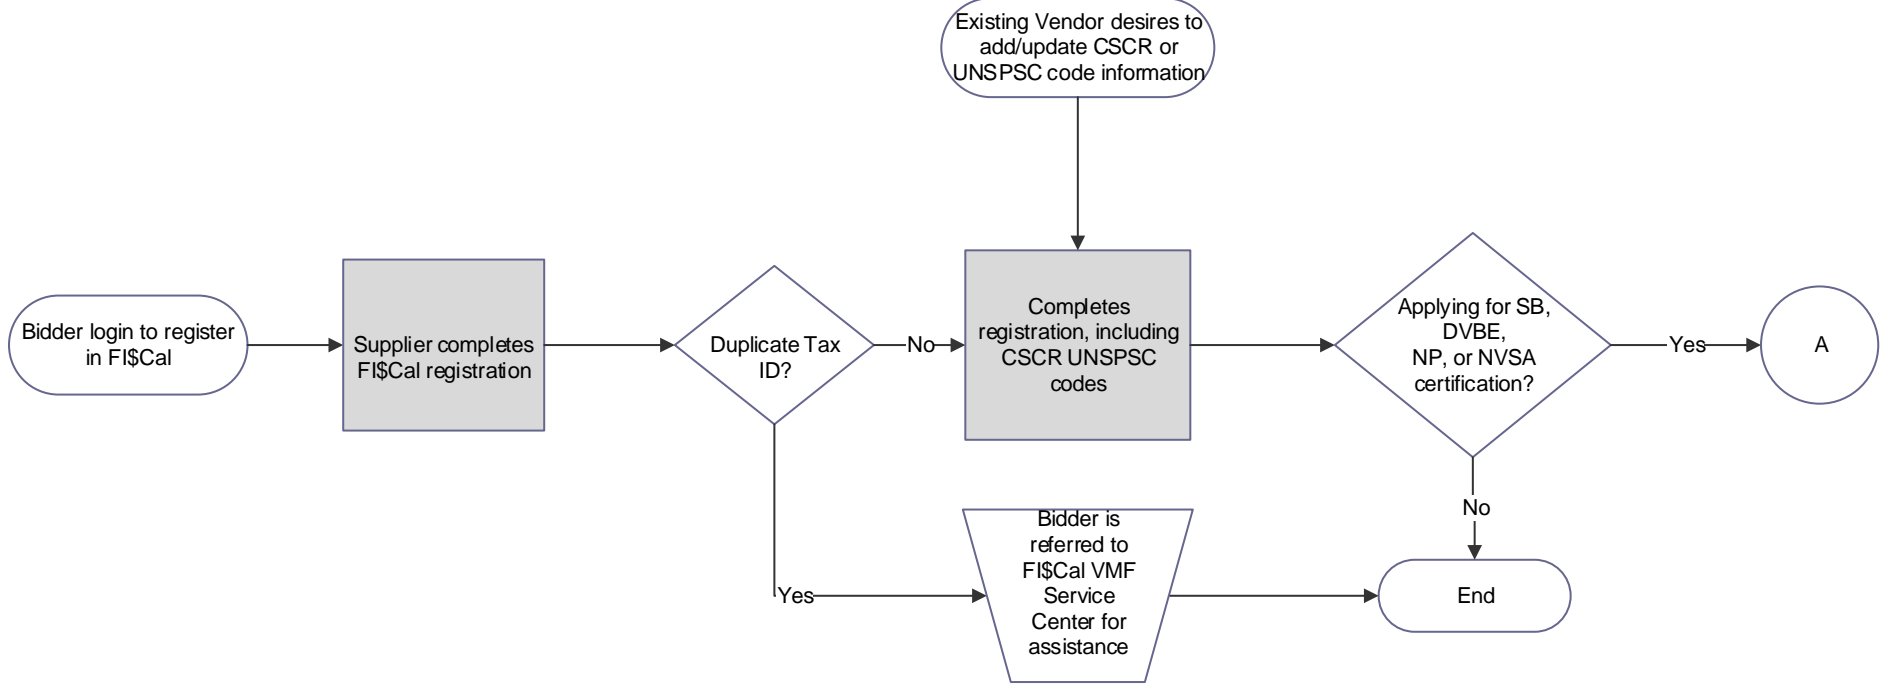 Existing Vendor desires to
add/update CSCR or
UNSPSC code information
Bidder login to register
in FI$Cal
Supplier completes
FI$Cal registration
Duplicate Tax
ID?
No
Completes
registration, including
CSCR UNSPSC
codes
Applying for SB,
DVBE,
NP, or NVSA
certification?
Yes
A
No
Yes
Bidder is
referred to
FI$Cal VMF
Service
Center for
assistance
End